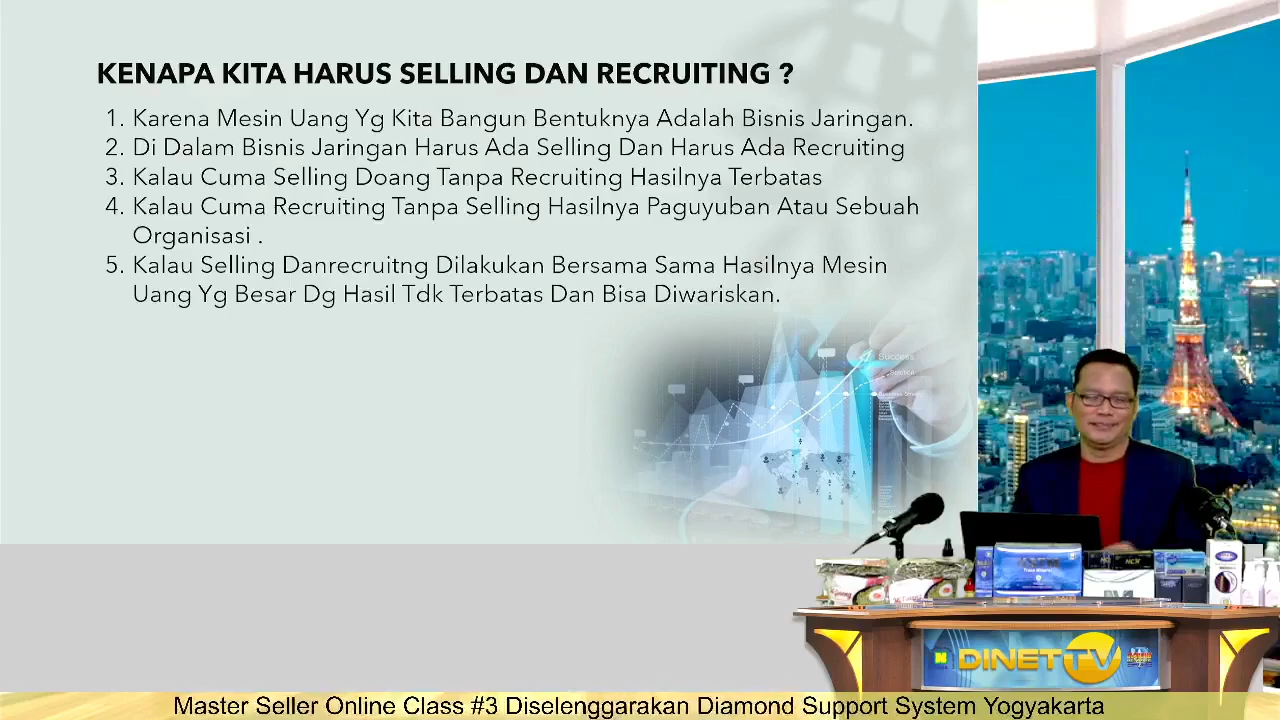 KENAPA KITA HARUS SELLING DAN RECRUITING ?
1. Karena Mesin Uang Yg Kita Bangun Bentuknya Adalah Bisnis Jaringan.
2. Di Dalam Bisnis Jaringan Harus Ada Selling Dan Harus Ada Recruiting
3. Kalau Cuma Selling Doang Tanpa Recruiting Hasilnya Terbatas
4. Kalau Cuma Recruiting Tanpa Selling Hasilnya Paguyuban Atau Sebuah
Organisasi .
5. Kalau Selling Danrecruitng Dilakukan Bersama Sama Hasilnya Mesin
Uang Yg Besar Dg Hasil Tdk Terbatas Dan Bisa Diwariskan.
Success
DINET TV
Master Seller Online Class #3 Diselenggarakan Diamond Support System Yogyakarta